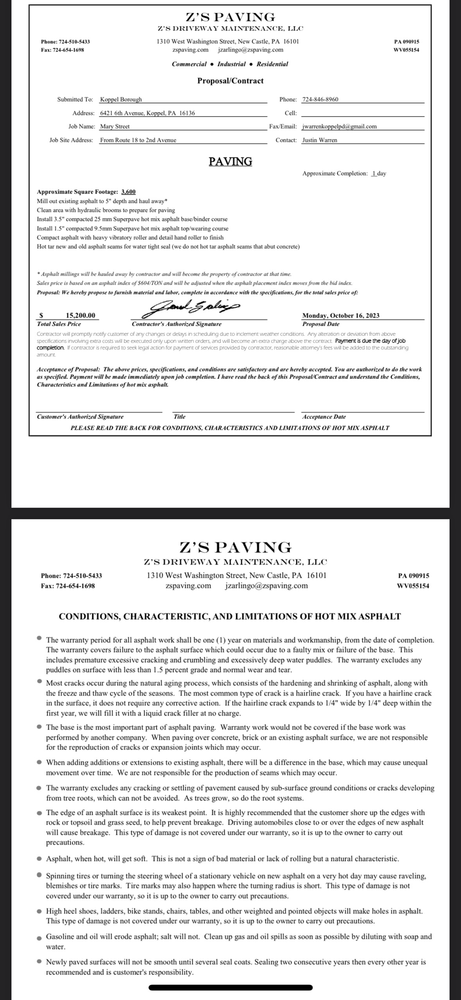 Z'S PAVING
Z'S DRIVEWAY MAINTENANCE, LLC
Phone: 724-510-5433 1310 West Washington Street, New Castle, PA 16101 PA 090915
Fax: 724-654-1698 zspaving.com jzarlingo@zspaving.com WV055154
Commercial ● Industrial ● Residential
Proposal/Contract
Submitted To: Koppel Borough Phone: 724-846-8960
Address: 6421 6th Avenue, Koppel, PA 16136 Cell:
Job Name: Mary Street Fax/Email: jwarrenkoppelpd@gmail.com
Job Site Address: From Route 18 to 2nd Avenue Contact: Justin Warren
PAVING
Approximate Completion: 1 day
Approximate Square Footage: 3,600
Mill out existing asphalt to 5" depth and haul away*
Clean area with hydraulic brooms to prepare for paving
Install 3.5" compacted 25 mm Superpave hot mix asphalt base/binder course
Install 1.5" compacted 9.5mm Superpave hot mix asphalt top/wearing course
Compact asphalt with heavy vibratory roller and detail hand roller to finish
Hot tar new and old asphalt seams for water tight seal (we do not hot tar asphalt seams that abut concrete)
* Asphalt millings will be hauled away by contractor and will become the property of contractor at that time.
Sales price is based on an asphalt index of $604/TON and will be adjusted when the asphalt placement index moves from the bid index.
Proposal: We hereby propose to furnish material and labor, complete in accordance with the specifications, for the total sales price of:
$ 15,200.00 Monday, October 16, 2023
Total Sales Price Contractor's Authorized Signature Proposal Date
Contractor will promptly notify customer of any changes or delays in scheduling due to inclement weather conditions. Any alteration or deviation from above
specifications involving extra costs will be executed only upon written orders, and will become an extra charge above the contract. Payment is due the day of job
completion. If contractor is required to seek legal action for payment of services provided by contractor, reasonable attorney's fees will be added to the outstanding
amount.
Acceptance of Proposal: The above prices, specifications, and conditions are satisfactory and are hereby accepted. You are authorized to do the work
as specified. Payment will be made immediately upon job completion. I have read the back of this Proposal/Contract and understand the Conditions,
Characteristics and Limitations of hot mix asphalt.
Customer's Authorized Signature Title Acceptance Date
PLEASE READ THE BACK FOR CONDITIONS, CHARACTERISTICS AND LIMITATIONS OF HOT MIX ASPHALT
Z'S PAVING
Z'S DRIVEWAY MAINTENANCE, LLC
Phone: 724-510-5433 1310 West Washington Street, New Castle, PA 16101 PA 090915
Fax: 724-654-1698 zspaving.com jzarlingo@zspaving.com WV055154
CONDITIONS, CHARACTERISTIC, AND LIMITATIONS OF HOT MIX ASPHALT
● The warranty period for all asphalt work shall be one (1) year on materials and workmanship, from the date of completion.
The warranty covers failure to the asphalt surface which could occur due to a faulty mix or failure of the base. This
includes premature excessive cracking and crumbling and excessively deep water puddles. The warranty excludes any
puddles on surface with less than 1.5 percent grade and normal wear and tear.
● Most cracks occur during the natural aging process, which consists of the hardening and shrinking of asphalt, along with
the freeze and thaw cycle of the seasons. The most common type of crack is a hairline crack. If you have a hairline crack
in the surface, it does not require any corrective action. If the hairline crack expands to 1/4" wide by 1/4" deep within the
first year, we will fill it with a liquid crack filler at no charge.
● The base is the most important part of asphalt paving. Warranty work would not be covered if the base work was
performed by another company. When paving over concrete, brick or an existing asphalt surface, we are not responsible
for the reproduction of cracks or expansion joints which may occur.
● When adding additions or extensions to existing asphalt, there will be a difference in the base, which may cause unequal
movement over time. We are not responsible for the production of seams which may occur.
● The warranty excludes any cracking or settling of pavement caused by sub-surface ground conditions or cracks developing
from tree roots, which can not be avoided. As trees grow, so do the root systems.
● The edge of an asphalt surface is its weakest point. It is highly recommended that the customer shore up the edges with
rock or topsoil and grass seed, to help prevent breakage. Driving automobiles close to or over the edges of new asphalt
will cause breakage. This type of damage is not covered under our warranty, so it is up to the owner to carry out
precautions.
● Asphalt, when hot, will get soft. This is not a sign of bad material or lack of rolling but a natural characteristic.
● Spinning tires or turning the steering wheel of a stationary vehicle on new asphalt on a very hot day may cause raveling,
blemishes or tire marks. Tire marks may also happen where the turning radius is short. This type of damage is not
covered under our warranty, so it is up to the owner to carry out precautions.
● High heel shoes, ladders, bike stands, chairs, tables, and other weighted and pointed objects will make holes in asphalt.
This type of damage is not covered under our warranty, so it is up to the owner to carry out precautions.
● Gasoline and oil will erode asphalt; salt will not. Clean up gas and oil spills as soon as possible by diluting with soap and
water.
● Newly paved surfaces will not be smooth until several seal coats. Sealing two consecutive years then every other year is
recommended and is customer's responsibility.